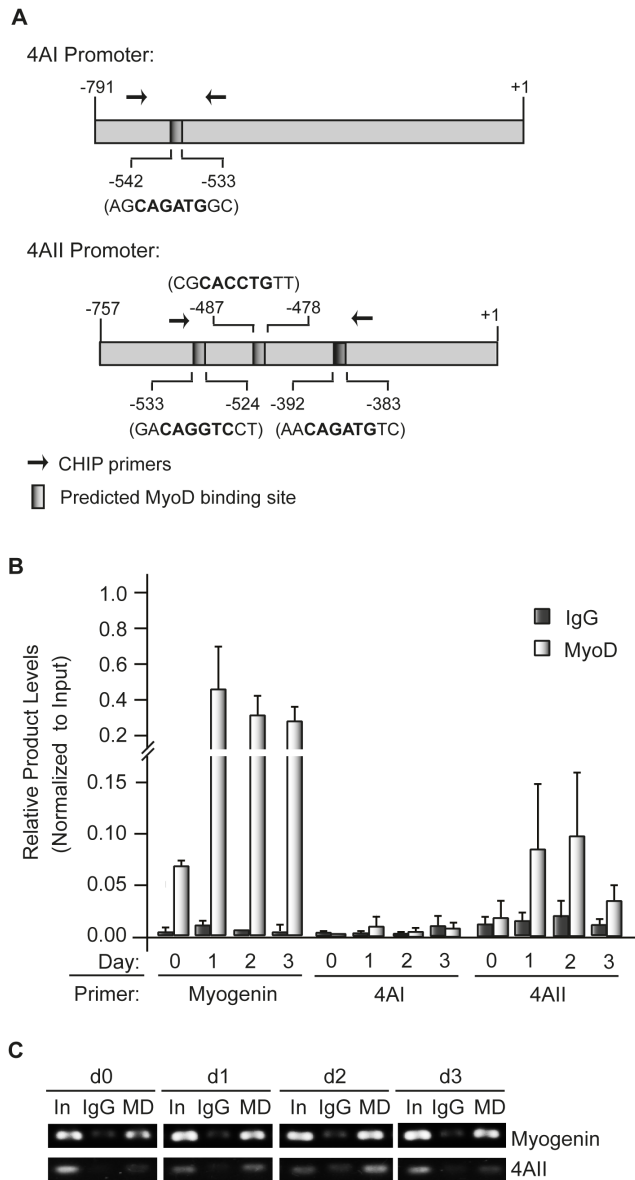 A
4AI Promoter:
-791 +1
-542 -533
(AGCAGATGGC)
4AII Promoter:
(CGCACCTGTT)
-757 -487 -478 +1
-533 -524 -392 -383
(GACAGGTCCT) (AACAGATGTC)
CHIP primers
Predicted MyoD binding site
B
Relative Product Levels
(Normalized to Input)
1.0
0.8
0.6
0.4
0.2
0.15
0.10
0.05
0.00
IgG
MyoD
Day: 0 1 2 3 0 1 2 3 0 1 2 3
Primer: Myogenin 4AI 4AII
C
d0 d1 d2 d3
In IgG MD In IgG MD In IgG MD In IgG MD
Myogenin
4AII